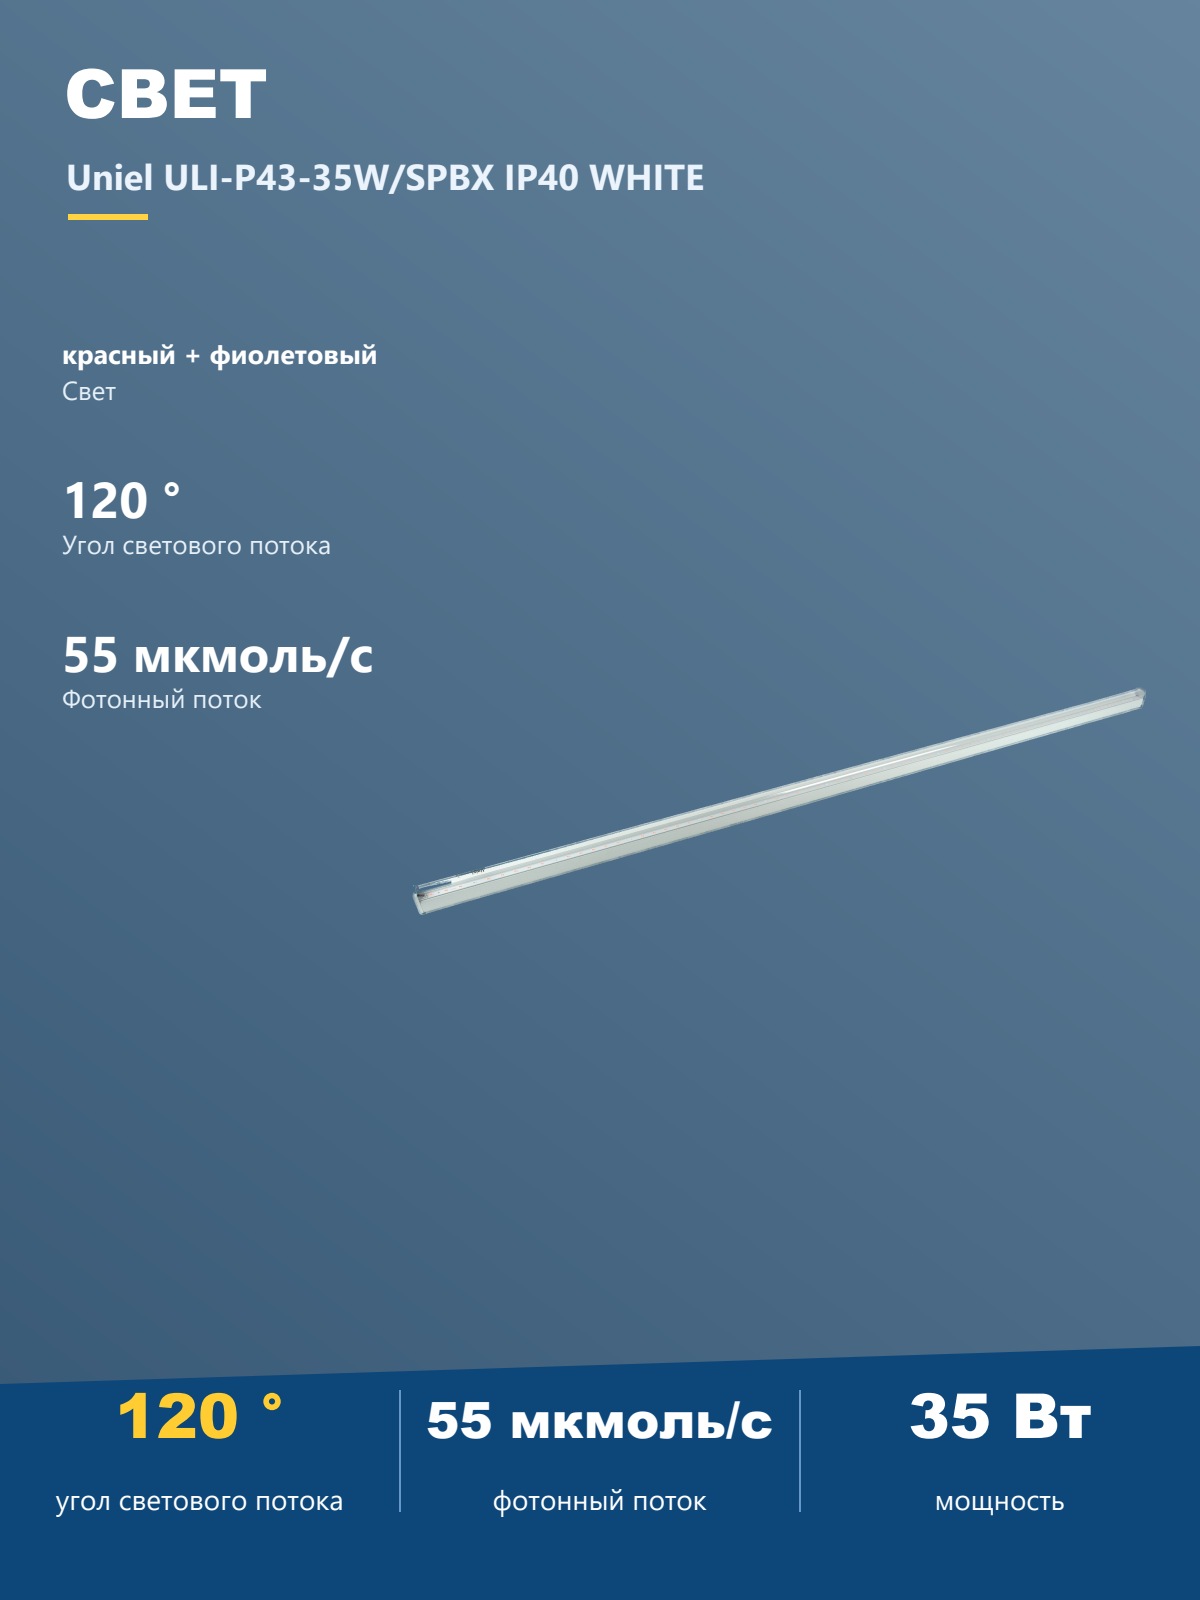 СВЕТ
Uniel ULI-P43-35W/SPBX IP40 WHITE
красный + фиолетовый
Свет
120 °
Угол светового потока
55 мкмоль/с
Фотонный поток
120 °
угол светового потока
55 мкмоль/с
фотонный поток
35 Вт
мощность